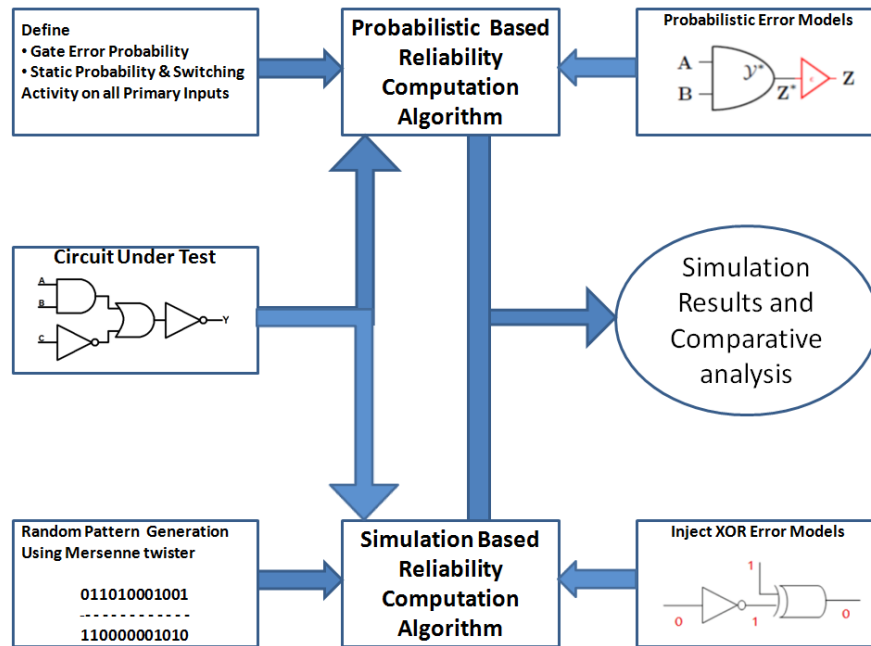 Define
• Gate Error Probability
• Static Probability & Switching
Activity on all Primary Inputs
Probabilistic Based
Reliability
Computation
Algorithm
Probabilistic Error Models
A
B
y*
Z*
Z
Circuit Under Test
A
B
C
Y
Simulation
Results and
Comparative
analysis
Random Pattern Generation
Using Mersenne twister
011010001001
- - - - - - - - - - - - -
110000001010
Simulation Based
Reliability
Computation
Algorithm
Inject XOR Error Models
1
0
1
0